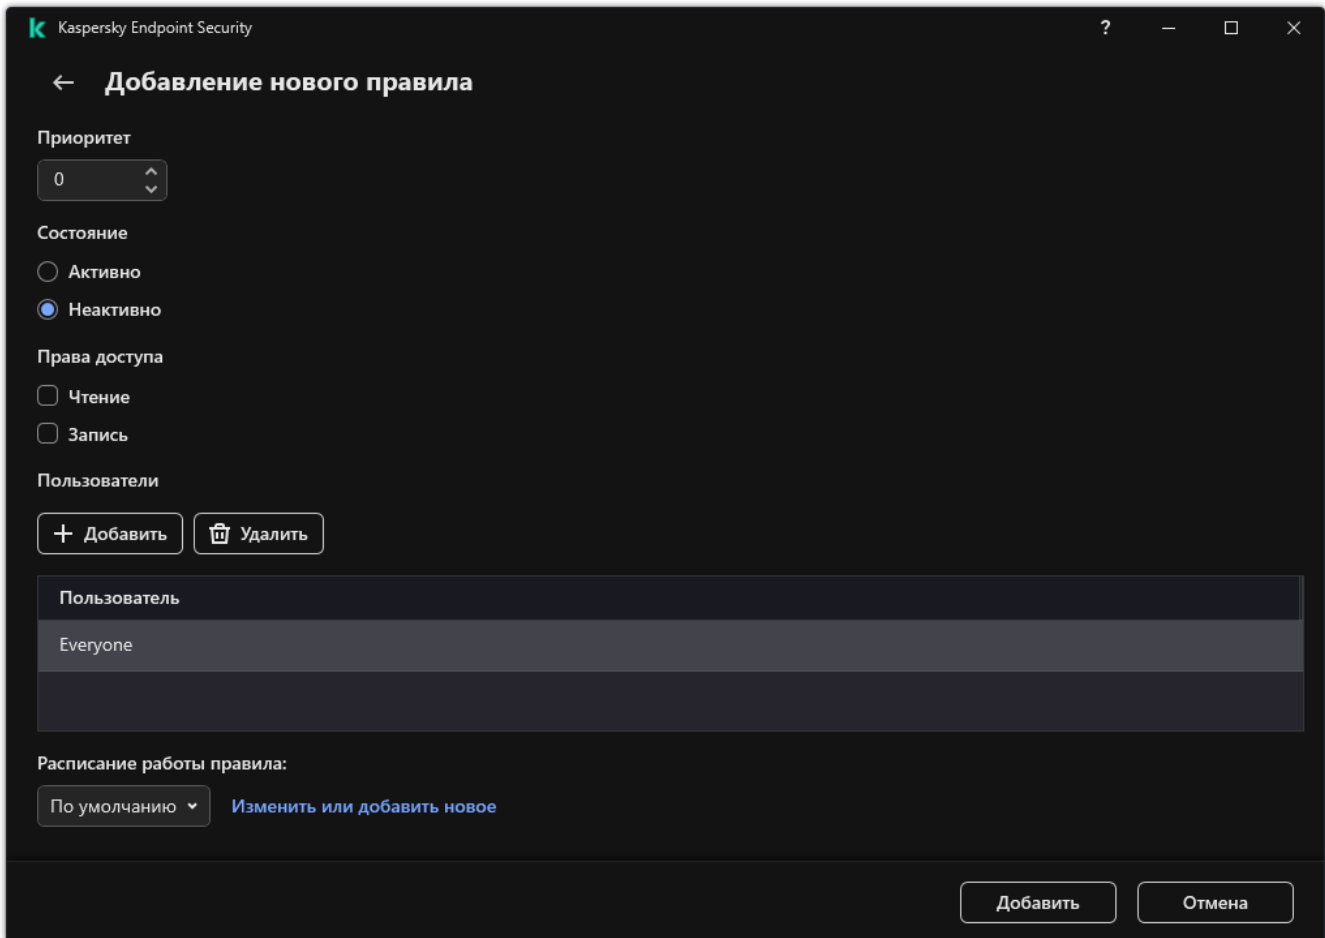 Kaspersky Endpoint Security ?
Добавление нового правила
Приоритет
0
Состояние
Активно
Неактивно
Права доступа
Чтение
Запись
Пользователи
Добавить Удалить
Пользователь
Everyone
Расписание работы правила:
По умолчанию Изменить или добавить новое
Добавить Отмена